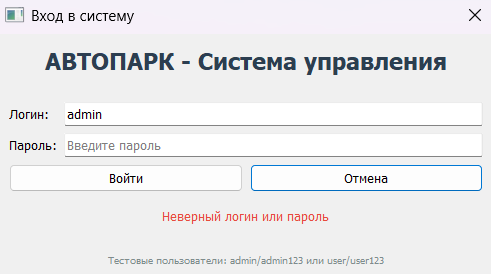 Вход в систему
АВТОПАРК - Система управления
Логин: admin
Пароль: Введите пароль
Войти Отмена
Неверный логин или пароль
Тестовые пользователи: admin/admin123 или user/user123